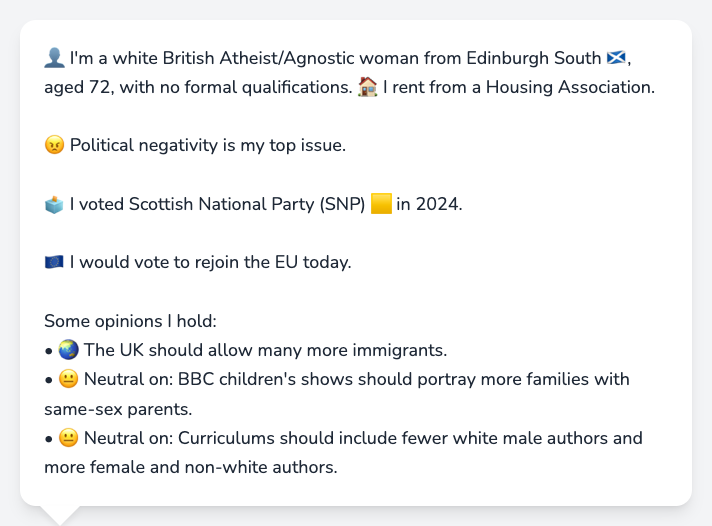 👤 I'm a white British Atheist/Agnostic woman from Edinburgh South 🏴󠁧󠁢󠁳󠁣󠁴󠁿,
aged 72, with no formal qualifications. 🏠 I rent from a Housing Association.
😠 Political negativity is my top issue.
🗳️ I voted Scottish National Party (SNP) 🟨 in 2024.
🇪🇺 I would vote to rejoin the EU today.
Some opinions I hold:
• 🌏 The UK should allow many more immigrants.
• 😐 Neutral on: BBC children's shows should portray more families with
same-sex parents.
• 😐 Neutral on: Curriculums should include fewer white male authors and
more female and non-white authors.